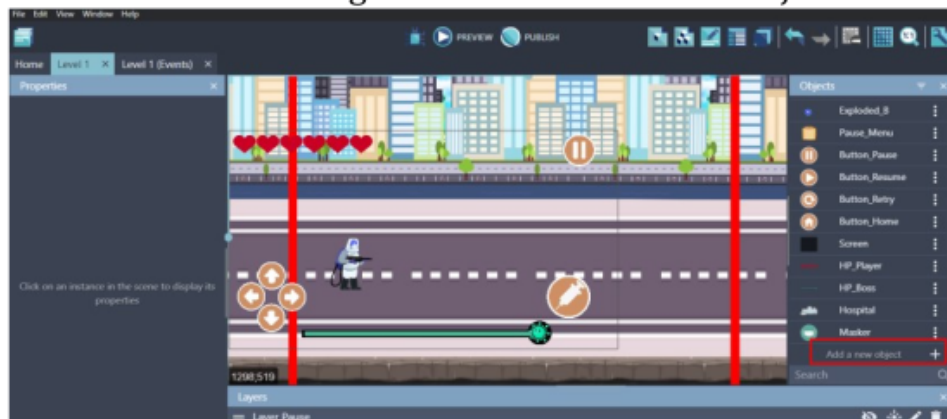 File Edit View Window Help
PREVIEW PUBLISH
Home Level 1 × Level 1 (Events) ×
Properties ×
Click on an instance in the scene to display its
properties
1298;519
Objects ×
Exploded_B
Pause_Menu
Button_Pause
Button_Resume
Button_Retry
Button_Home
Screen
HP_Player
HP_Boss
Hospital
Masker
Add a new object +
Search
Layers ×
Layer Pause